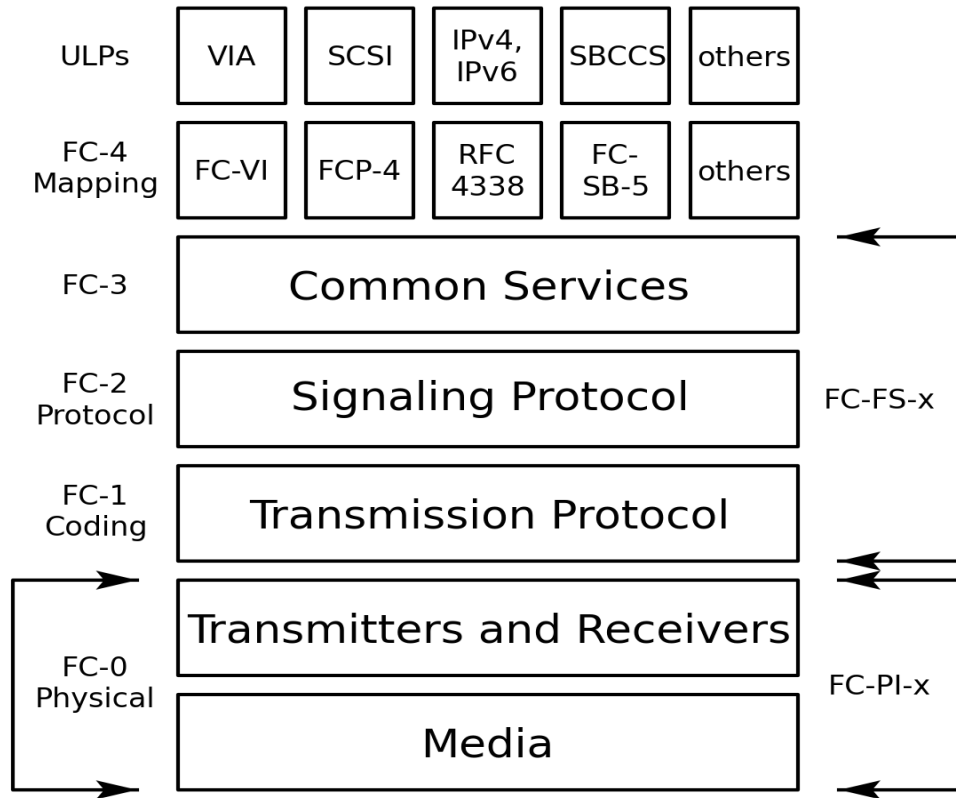 ULPs
VIA
SCSI
IPv4,
IPv6
SBCCS
others
FC-4
Mapping
FC-VI
FCP-4
RFC
4338
FC-
SB-5
others
FC-3
Common Services
FC-2
Protocol
Signaling Protocol
FC-FS-x
FC-1
Coding
Transmission Protocol
FC-0
Physical
Transmitters and Receivers
Media
FC-PI-x